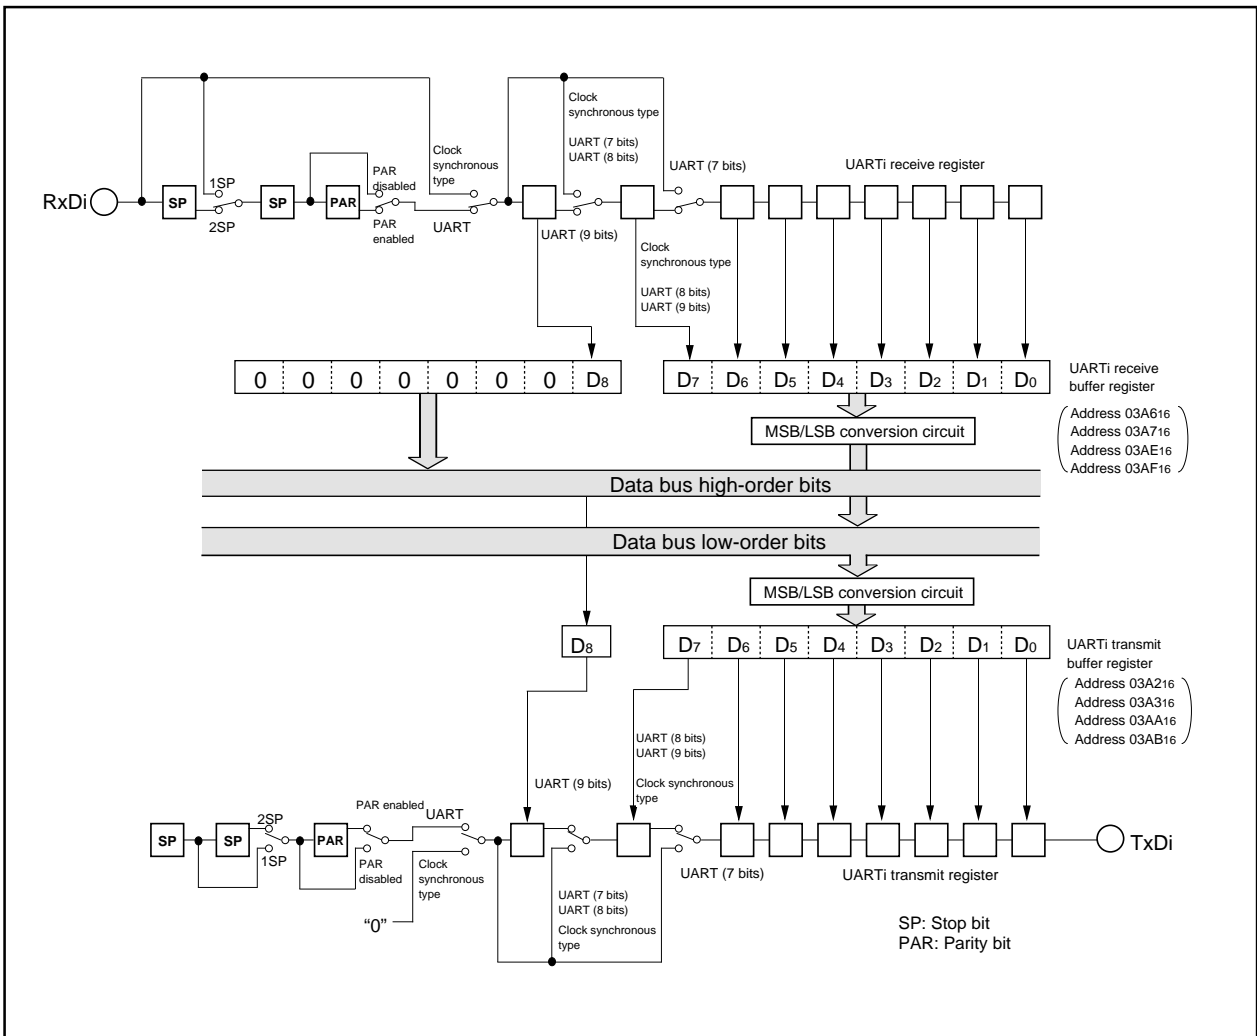 Clock
synchronous type
UART (7 bits)
UART (8 bits)
Clock
synchronous
type
PAR
disabled
UART (7 bits)
UARTi receive register
1SP
RxDi
SP
SP
PAR
2SP
PAR
enabled
UART
UART (9 bits)
Clock
synchronous type
UART (8 bits)
UART (9 bits)
0 0 0 0 0 0 0 D8
D7 D6 D5 D4 D3 D2 D1 D0
UARTi receive
buffer register
Address 03A616
Address 03A716
Address 03AE16
Address 03AF16
MSB/LSB conversion circuit
Data bus high-order bits
Data bus low-order bits
MSB/LSB conversion circuit
D8
D7 D6 D5 D4 D3 D2 D1 D0
UARTi transmit
buffer register
Address 03A216
Address 03A316
Address 03AA16
Address 03AB16
UART (8 bits)
UART (9 bits)
Clock synchronous
type
UART (9 bits)
PAR enabled
UART
2SP
SP
SP
PAR
1SP
PAR
disabled
Clock
synchronous
type
“0”
UART (7 bits)
UART (8 bits)
Clock synchronous
type
UART (7 bits)
UARTi transmit register
TxDi
SP: Stop bit
PAR: Parity bit